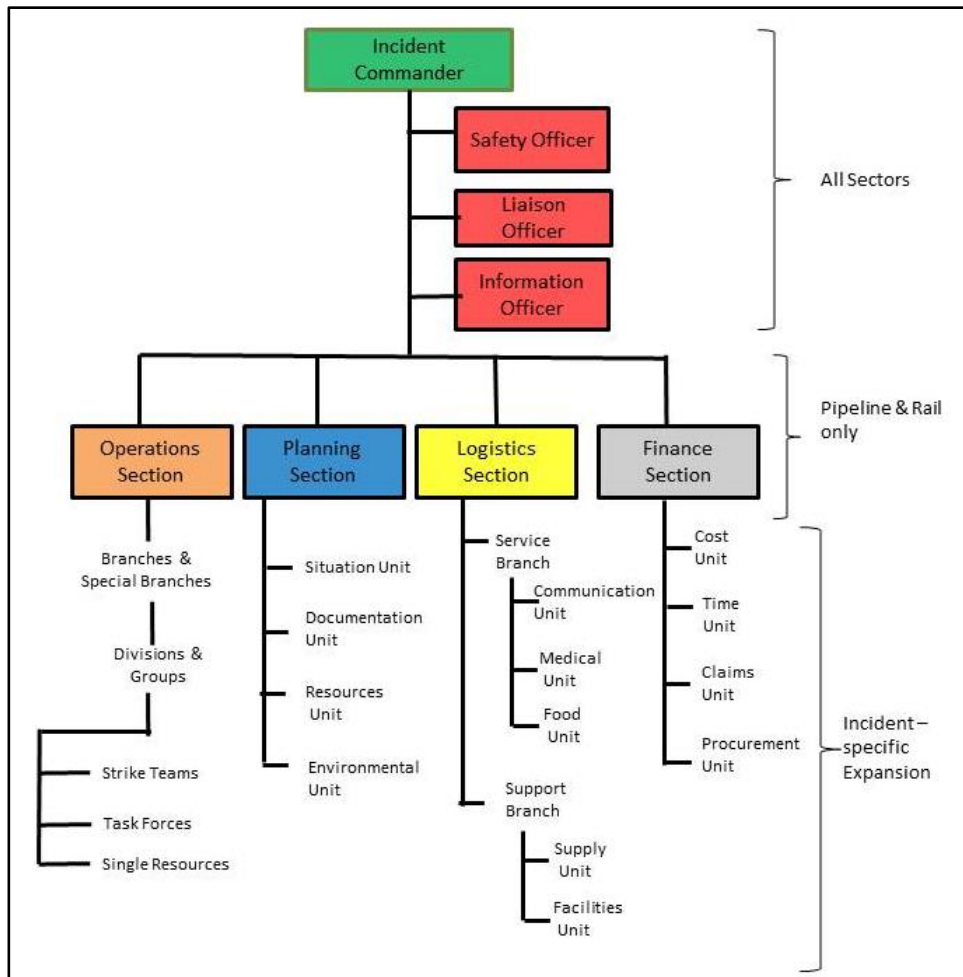 Incident
Commander
Safety Officer
Liaison
Officer
Information
Officer
All Sectors
Pipeline & Rail
only
Operations
Section
Planning
Section
Logistics
Section
Finance
Section
Branches &
Special Branches
Divisions &
Groups
Strike Teams
Task Forces
Single Resources
Situation Unit
Documentation
Unit
Resources
Unit
Environmental
Unit
Service
Branch
Communication
Unit
Medical
Unit
Food
Unit
Support
Branch
Supply
Unit
Facilities
Unit
Cost
Unit
Time
Unit
Claims
Unit
Procurement
Unit
Incident –
specific
Expansion